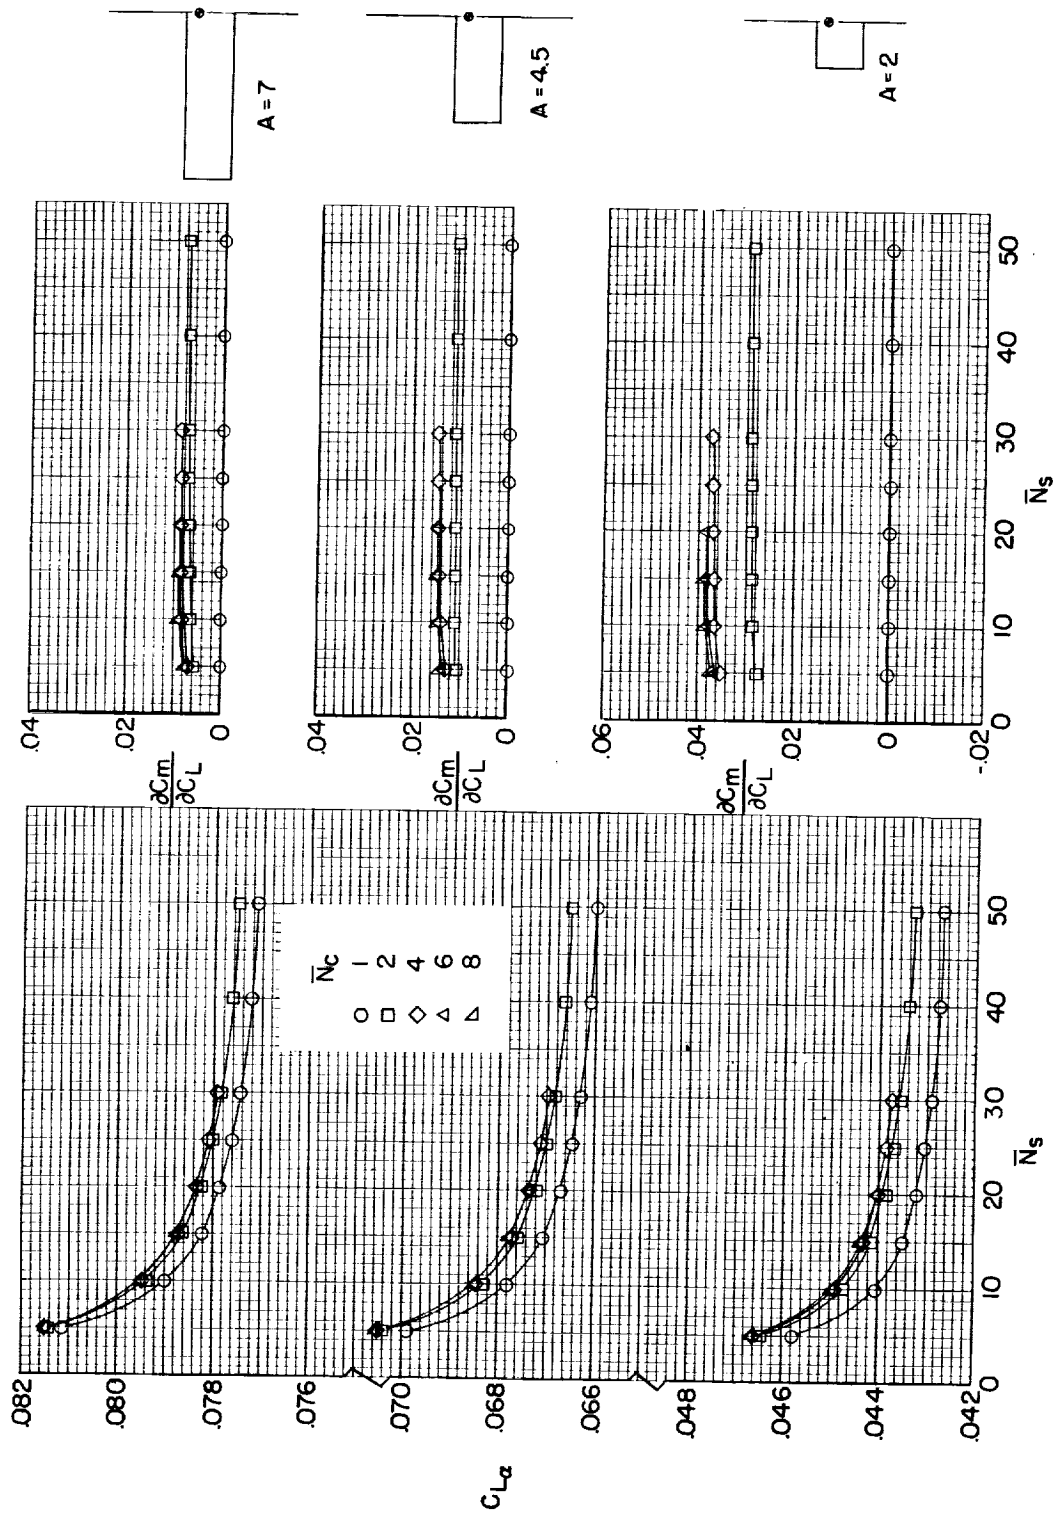 .082
.080
.078
.076
.070
.068
.066
.048
.046
.044
.042
C_Lα
0 10 20 30 40 50
N̄s
N̄c
○ 1
□ 2
◇ 4
△ 6
▷ 8
∂Cm
∂CL
.04
.02
0
A = 7
∂Cm
∂CL
.04
.02
0
A = 4.5
∂Cm
∂CL
.06
.04
.02
0
-.02
0 10 20 30 40 50
N̄s
A = 2